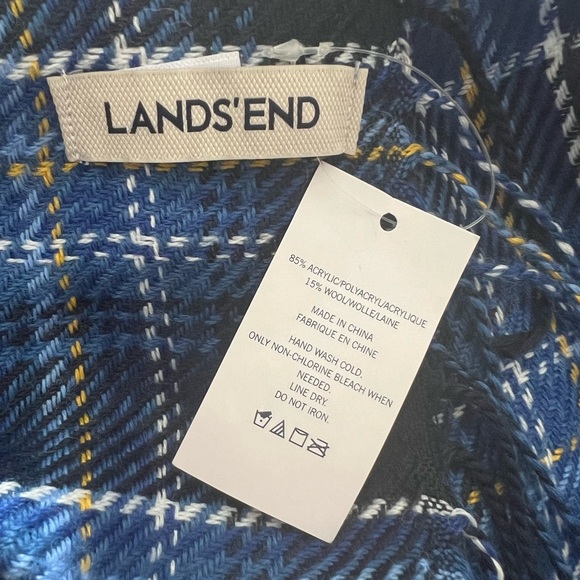 LANDS'END
85% ACRYLIC/POLYACRYL/ACRYLIQUE
15% WOOL/WOLLE/LAINE
MADE IN CHINA
FABRIQUE EN CHINE
HAND WASH COLD.
ONLY NON-CHLORINE BLEACH WHEN
NEEDED.
LINE DRY.
DO NOT IRON.